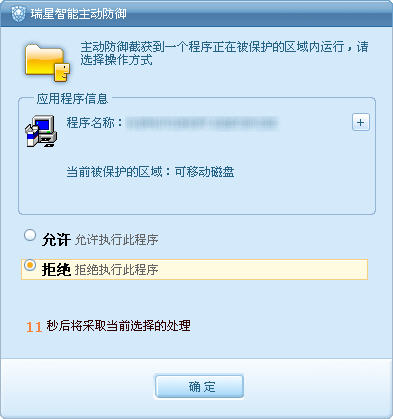 瑞星智能主动防御
主动防御截获到一个程序正在被保护的区域内运行，请
选择操作方式
应用程序信息
程序名称：
+
当前被保护的区域：可移动磁盘
允许 允许执行此程序
拒绝 拒绝执行此程序
11 秒后将采取当前选择的处理
确定